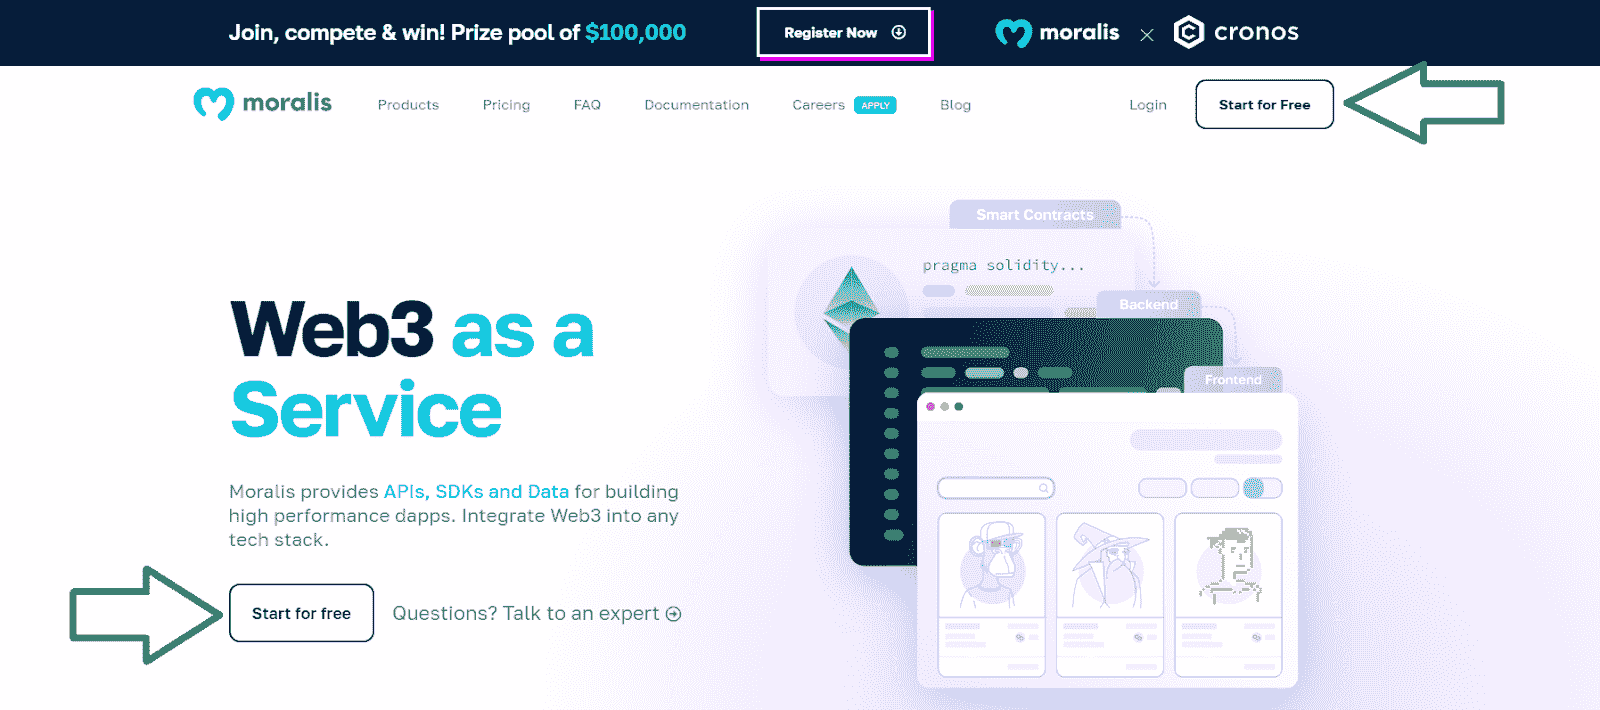 Join, compete & win! Prize pool of $100,000
Register Now
moralis × cronos
moralis
Products
Pricing
FAQ
Documentation
Careers APPLY
Blog
Login
Start for Free
Smart Contracts
pragma solidity...
Backend
Frontend
Web3 as a
Service
Moralis provides APIs, SDKs and Data for building
high performance dapps. Integrate Web3 into any
tech stack.
Start for free
Questions? Talk to an expert